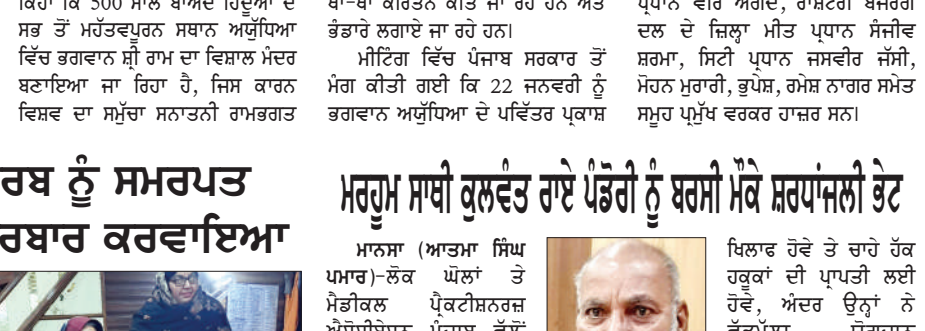 ਕਿਹਾ ਕਿ 500 ਸਾਲ ਬਾਅਦ ਹਿੰਦੂਆਂ ਦੇ
ਸਭ ਤੋਂ ਮਹੱਤਵਪੂਰਨ ਸਥਾਨ ਅਯੁੱਧਿਆ
ਵਿੱਚ ਭਗਵਾਨ ਸ਼੍ਰੀ ਰਾਮ ਦਾ ਵਿਸ਼ਾਲ ਮੰਦਰ
ਬਣਾਇਆ ਜਾ ਰਿਹਾ ਹੈ, ਜਿਸ ਕਾਰਨ
ਵਿਸ਼ਵ ਦਾ ਸਮੁੱਚਾ ਸਨਾਤਨੀ ਰਾਮਭਗਤ
ਥਾਂ-ਥਾਂ ਕੀਰਤਨ ਕੀਤੇ ਜਾ ਰਹੇ ਹਨ ਅਤੇ
ਭੰਡਾਰੇ ਲਗਾਏ ਜਾ ਰਹੇ ਹਨ।
ਮੀਟਿੰਗ ਵਿੱਚ ਪੰਜਾਬ ਸਰਕਾਰ ਤੋਂ
ਮੰਗ ਕੀਤੀ ਗਈ ਕਿ 22 ਜਨਵਰੀ ਨੂੰ
ਭਗਵਾਨ ਅਯੁੱਧਿਆ ਦੇ ਪਵਿੱਤਰ ਪ੍ਰਕਾਸ਼
ਪ੍ਰਧਾਨ ਵੀਰ ਅੰਗਦ, ਰਾਸ਼ਟਰੀ ਬਜਰੰਗ
ਦਲ ਦੇ ਜ਼ਿਲ੍ਹਾ ਮੀਤ ਪ੍ਰਧਾਨ ਸੰਜੀਵ
ਸ਼ਰਮਾ, ਸਿਟੀ ਪ੍ਰਧਾਨ ਜਸਵੀਰ ਜੱਸੀ,
ਮੋਹਨ ਮੁਰਾਰੀ, ਭੁਪੇਸ਼, ਰਮੇਸ਼ ਨਾਗਰ ਸਮੇਤ
ਸਮੂਹ ਪ੍ਰਮੁੱਖ ਵਰਕਰ ਹਾਜ਼ਰ ਸਨ।
ਰਬ ਨੂੰ ਸਮਰਪਤ
ਰਬਾਰ ਕਰਵਾਇਆ
ਮਰਹੂਮ ਸਾਥੀ ਕੁਲਵੰਤ ਰਾਏ ਪੰਡੋਰੀ ਨੂੰ ਬਰਸੀ ਮੌਕੇ ਸ਼ਰਧਾਂਜਲੀ ਭੇਟ
ਮਾਨਸਾ (ਆਤਮਾ ਸਿੰਘ
ਪਮਾਰ)-ਲੋਕ ਘੋਲਾਂ ਤੇ
ਮੈਡੀਕਲ ਪ੍ਰੈਕਟੀਸ਼ਨਰਜ਼
ਐਸੋਸੀਏਸ਼ਨ ਪੰਜਾਬ ਵੱਲੋਂ
ਖਿਲਾਫ ਹੋਵੇ ਤੇ ਚਾਹੇ ਹੱਕ
ਹਕੂਕਾਂ ਦੀ ਪ੍ਰਾਪਤੀ ਲਈ
ਹੋਵੇ, ਅੰਦਰ ਉਨ੍ਹਾਂ ਨੇ